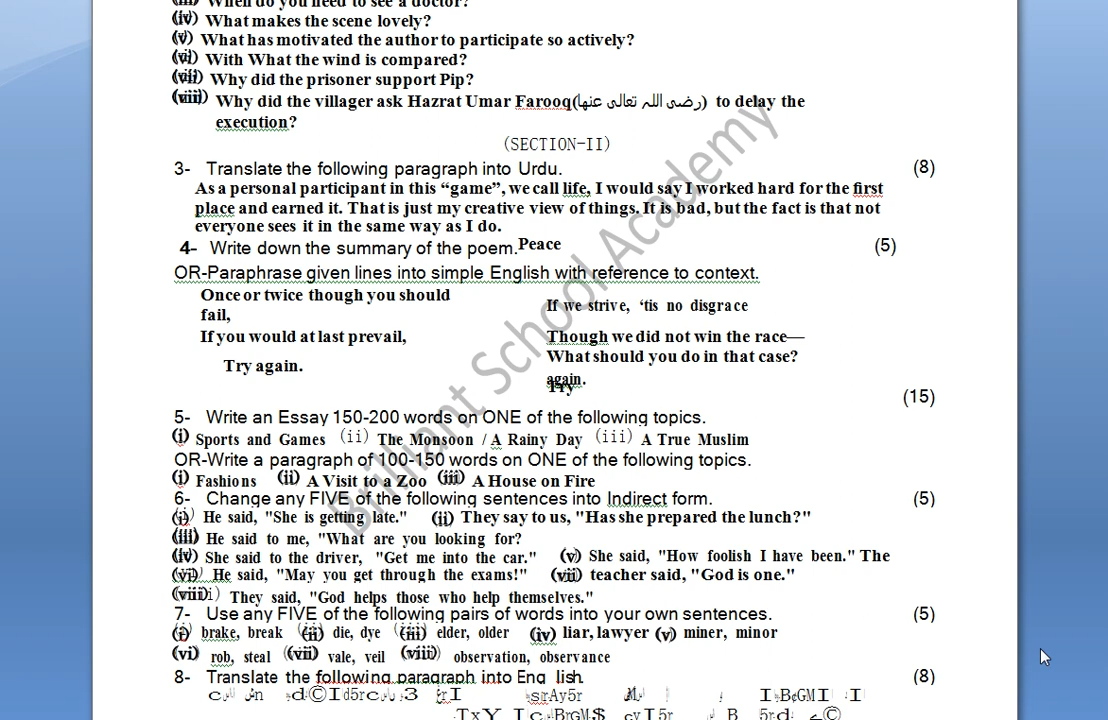 When do you need to see a doctor?
(iv) What makes the scene lovely?
(v) What has motivated the author to participate so actively?
(vi) With What the wind is compared?
(vii) Why did the prisoner support Pip?
(viii) Why did the villager ask Hazrat Umar Farooq(رضی اللہ تعالی عنها) to delay the
execution?
(SECTION-II)
3- Translate the following paragraph into Urdu. (8)
As a personal participant in this “game”, we call life, I would say I worked hard for the first
place and earned it. That is just my creative view of things. It is bad, but the fact is that not
everyone sees it in the same way as I do.
4- Write down the summary of the poem. Peace (5)
OR-Paraphrase given lines into simple English with reference to context.
Once or twice though you should
fail,
If you would at last prevail,
Try again.
If we strive, ‘tis no disgrace
Though we did not win the race—
What should you do in that case?
again.
Try
(15)
5- Write an Essay 150-200 words on ONE of the following topics.
(i) Sports and Games (ii) The Monsoon / A Rainy Day (iii) A True Muslim
OR-Write a paragraph of 100-150 words on ONE of the following topics.
(i) Fashions (ii) A Visit to a Zoo (iii) A House on Fire
6- Change any FIVE of the following sentences into Indirect form. (5)
(i) He said, "She is getting late." (ii) They say to us, "Has she prepared the lunch?"
(iii) He said to me, "What are you looking for?
(iv) She said to the driver, "Get me into the car." (v) She said, "How foolish I have been." The
(vi) He said, "May you get through the exams!" (vii) teacher said, "God is one."
(viii) They said, "God helps those who help themselves."
7- Use any FIVE of the following pairs of words into your own sentences. (5)
(i) brake, break (ii) die, dye (iii) elder, older (iv) liar, lawyer (v) miner, minor
(vi) rob, steal (vii) vale, veil (viii) observation, observance
8- Translate the following paragraph into Eng lish. (8)
Brilliant School Academy